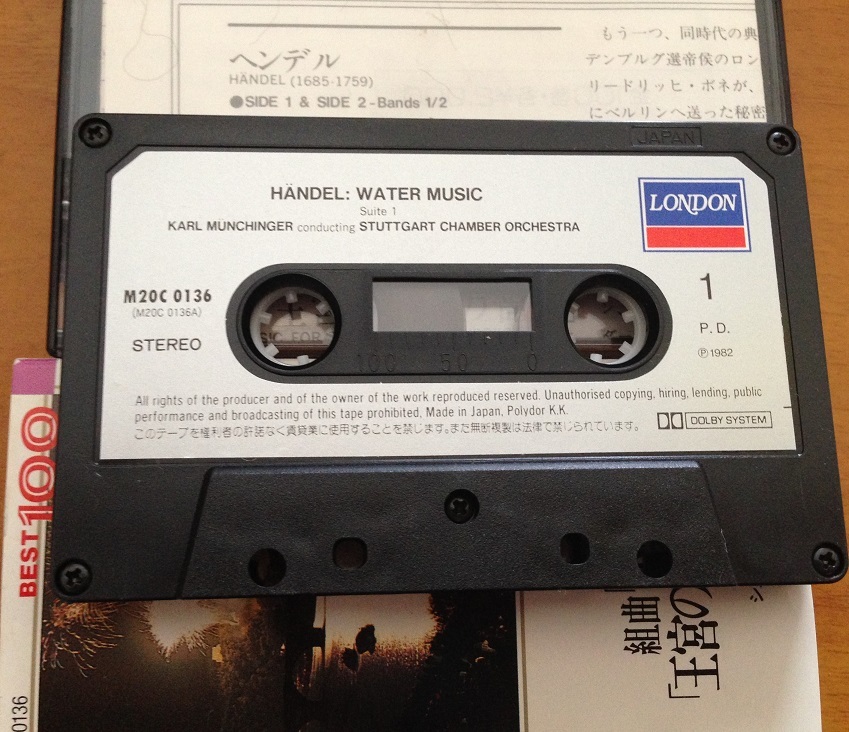 もう一つ、同時代の典
デンブルグ選帝侯のロン
リードリッヒ・ボネが、
にベルリンへ送った秘密
ヘンデル
HÄNDEL (1685-1759)
●SIDE 1 & SIDE 2-Bands 1/2
JAPAN
HÄNDEL: WATER MUSIC
Suite 1
KARL MUNCHINGER conducting STUTTGART CHAMBER ORCHESTRA
LONDON
M20C 0136
(M20C 0136A)
STEREO
1
P.D.
℗1982
100 50 0
All rights of the producer and of the owner of the work reproduced reserved. Unauthorised copying, hiring, lending, public
performance and broadcasting of this tape prohibited, Made in Japan, Polydor K.K.
このテープを権利者の許諾なく賃貸業に使用することを禁じます。また無断複製は法律で禁じられています。
DOLBY SYSTEM
BEST 100
0136
組曲
「王宮の